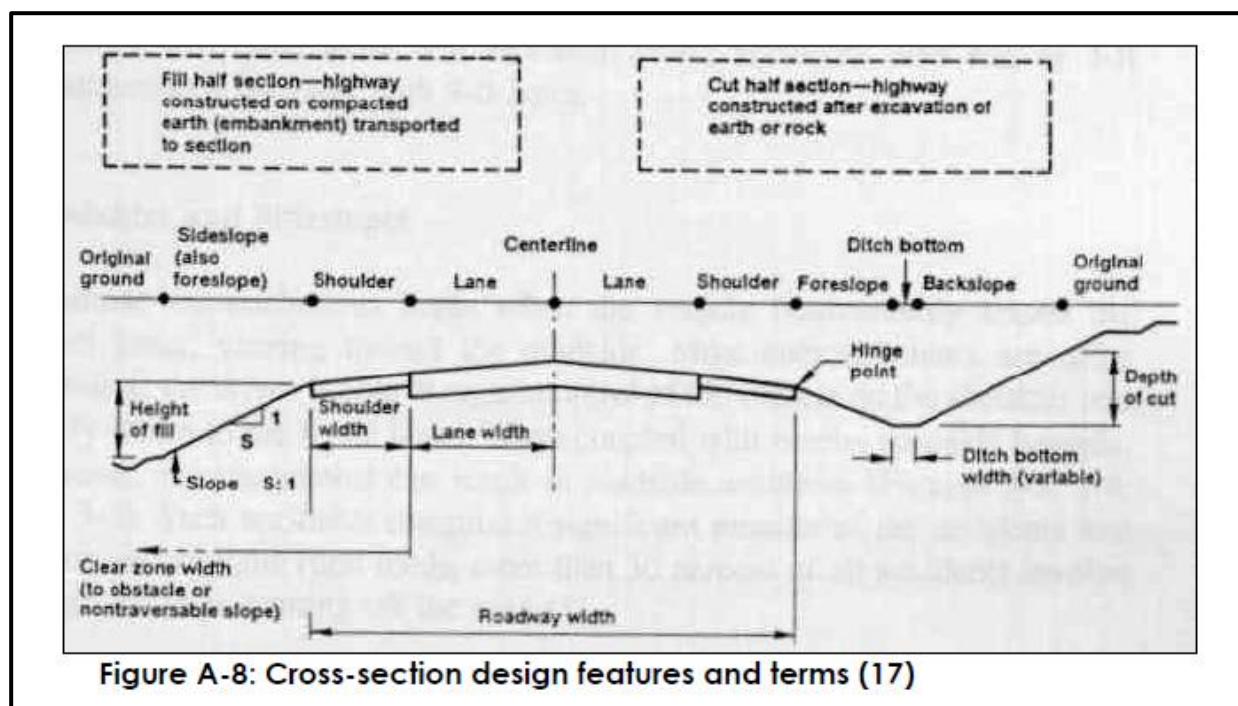 Fill half section—highway
constructed on compacted
earth (embankment) transported
to section
Cut half section—highway
constructed after excavation of
earth or rock
Original
ground
Sideslope
(also
foreslope)
Shoulder
Lane
Centerline
Lane
Shoulder
Foreslope
Ditch bottom
Backslope
Original
ground
Height
of fill
1
S
Slope S:1
Shoulder
width
Lane width
Hinge
point
Depth
of cut
Ditch bottom
width (variable)
Clear zone width
(to obstacle or
nontraversable slope)
Roadway width
Figure A-8: Cross-section design features and terms (17)